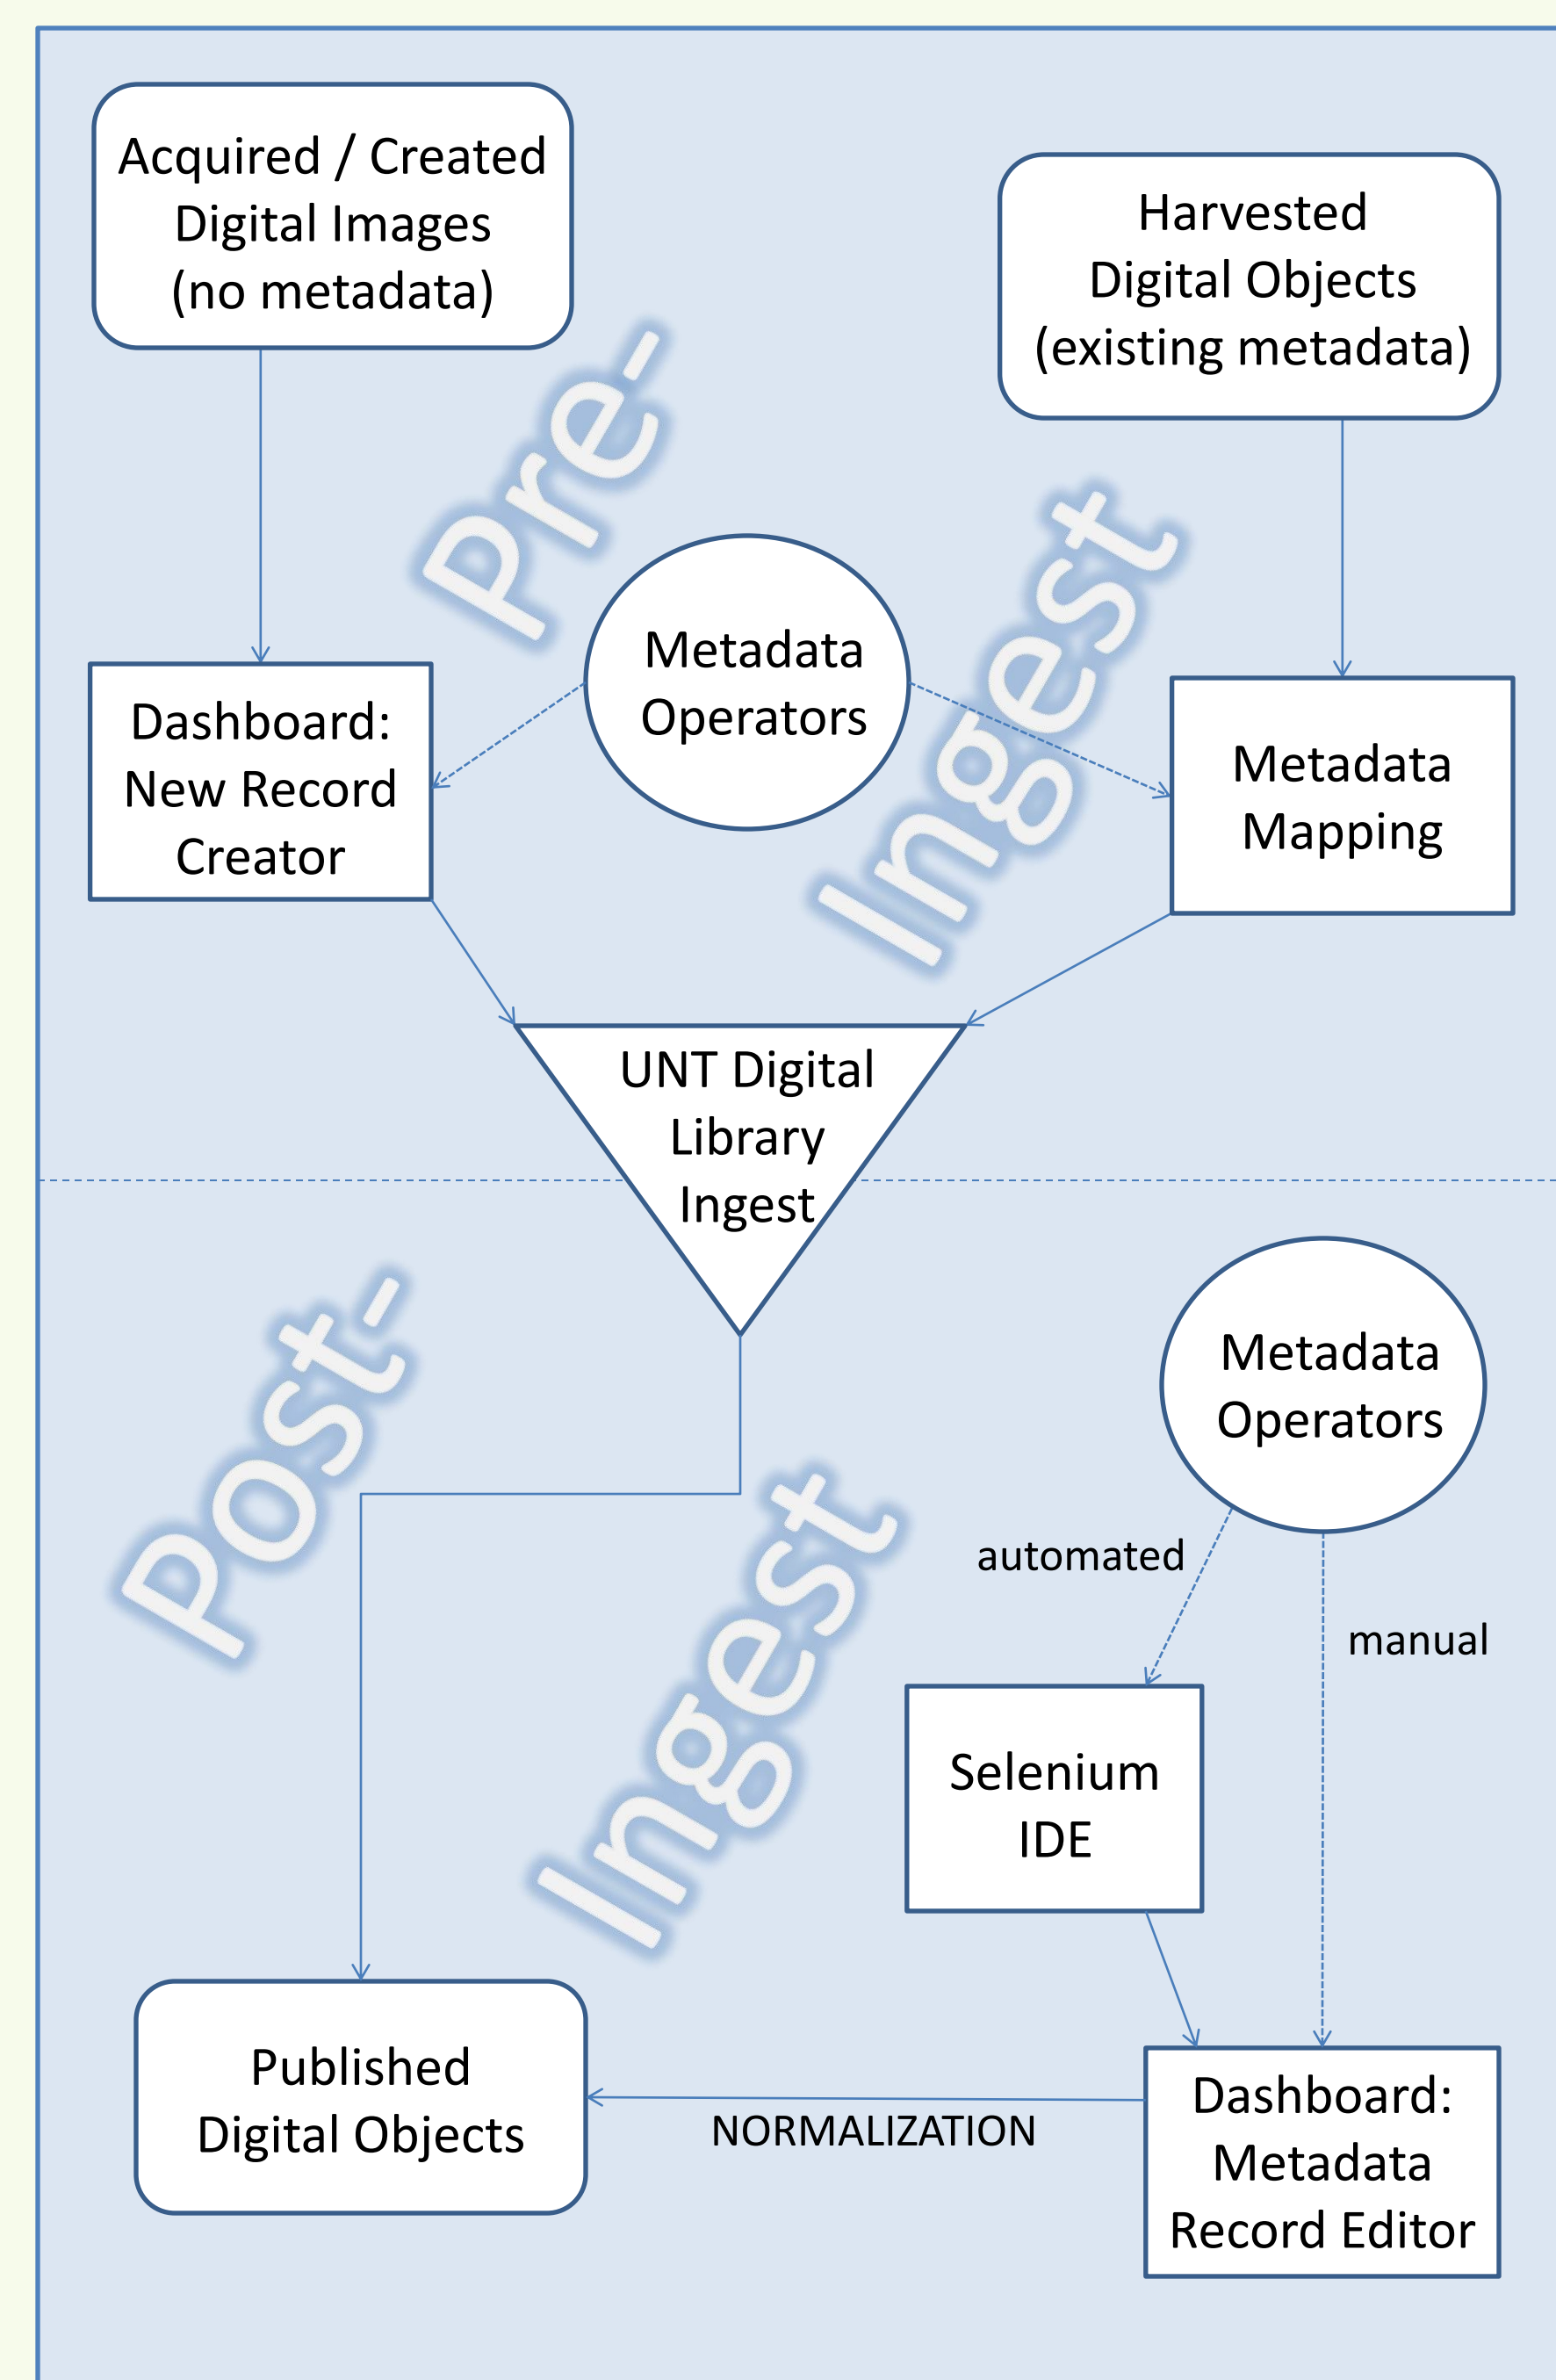 Acquired / Created
Digital Images
(no metadata)
Harvested
Digital Objects
(existing metadata)
Pre-
Ingest
Metadata
Operators
Dashboard:
New Record
Creator
Metadata
Mapping
UNT Digital
Library
Ingest
Post-
Ingest
Metadata
Operators
automated
manual
Selenium
IDE
Published
Digital Objects
NORMALIZATION
Dashboard:
Metadata
Record Editor